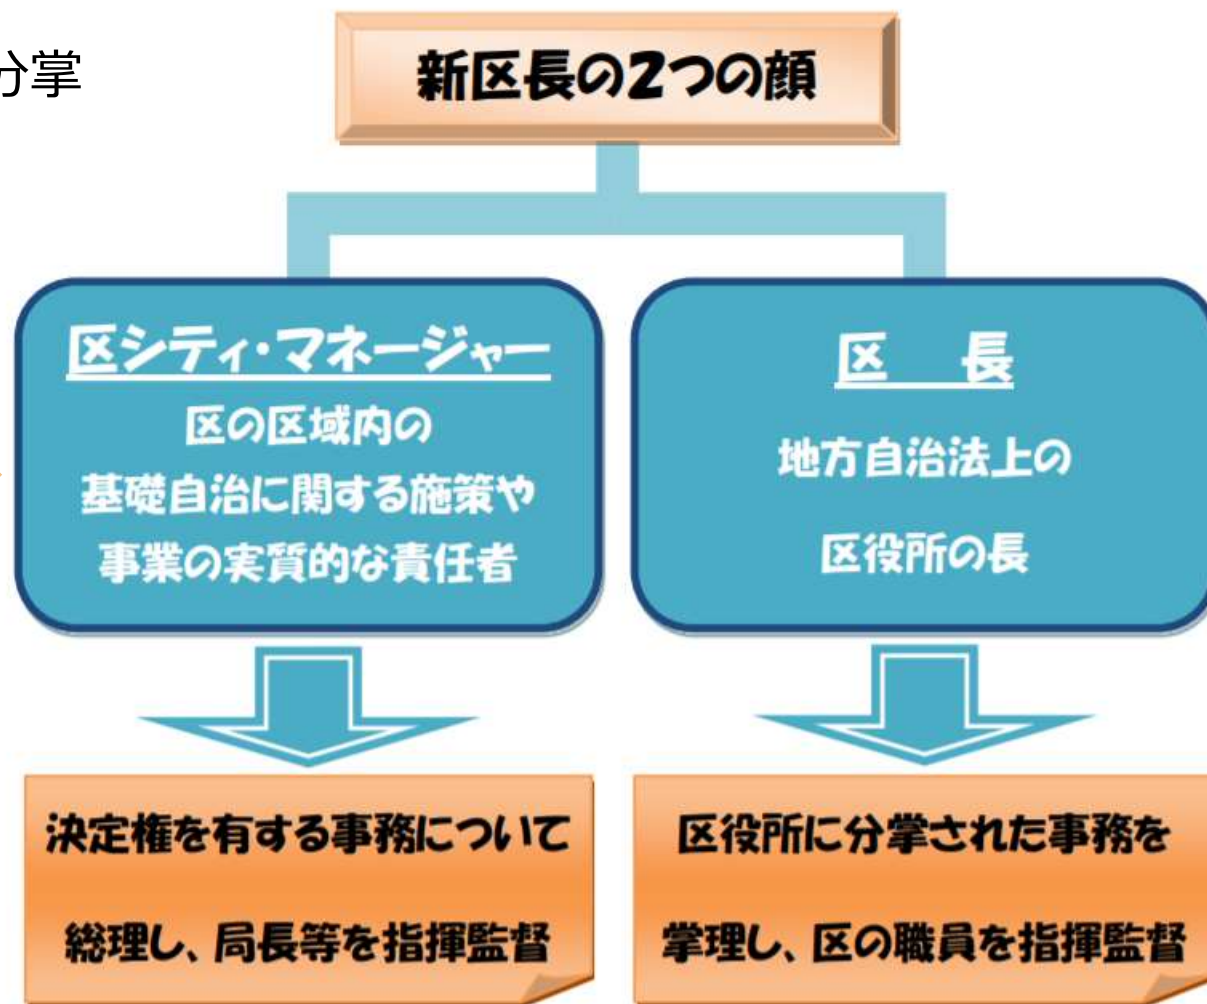 分掌
新区長の2つの顔
区シティ・マネージャー
区の区域内の
基礎自治に関する施策や
事業の実質的な責任者
区　長
地方自治法上の
区役所の長
決定権を有する事務について
総理し、局長等を指揮監督
区役所に分掌された事務を
掌理し、区の職員を指揮監督